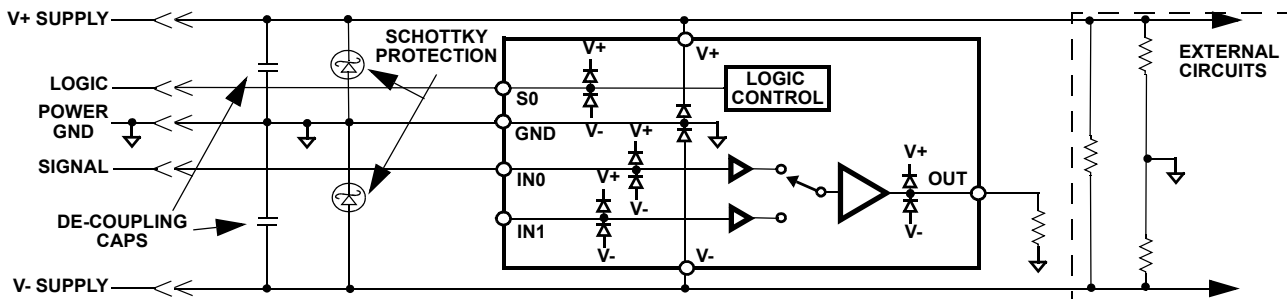 V+ SUPPLY
SCHOTTKY
PROTECTION
EXTERNAL
CIRCUITS
V+
V+
LOGIC
CONTROL
LOGIC
S0
POWER
GND
V-
GND
V+
SIGNAL
IN0
V+
V+
OUT
V-
V-
DE-COUPLING
CAPS
IN1
V-
V-
V- SUPPLY